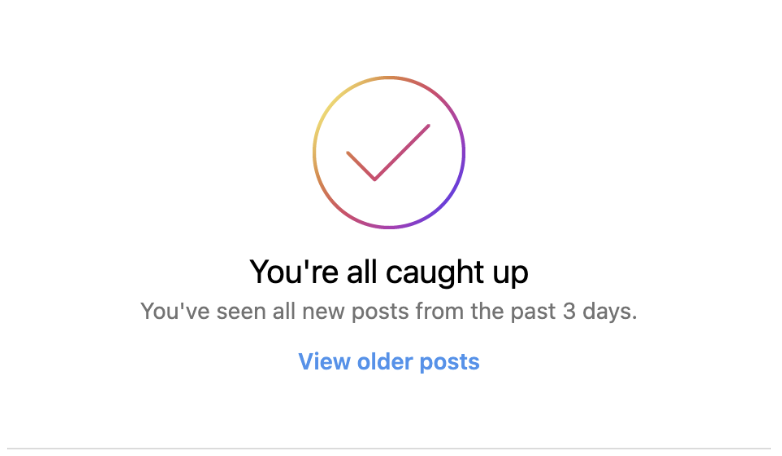 You're all caught up
You've seen all new posts from the past 3 days.
View older posts